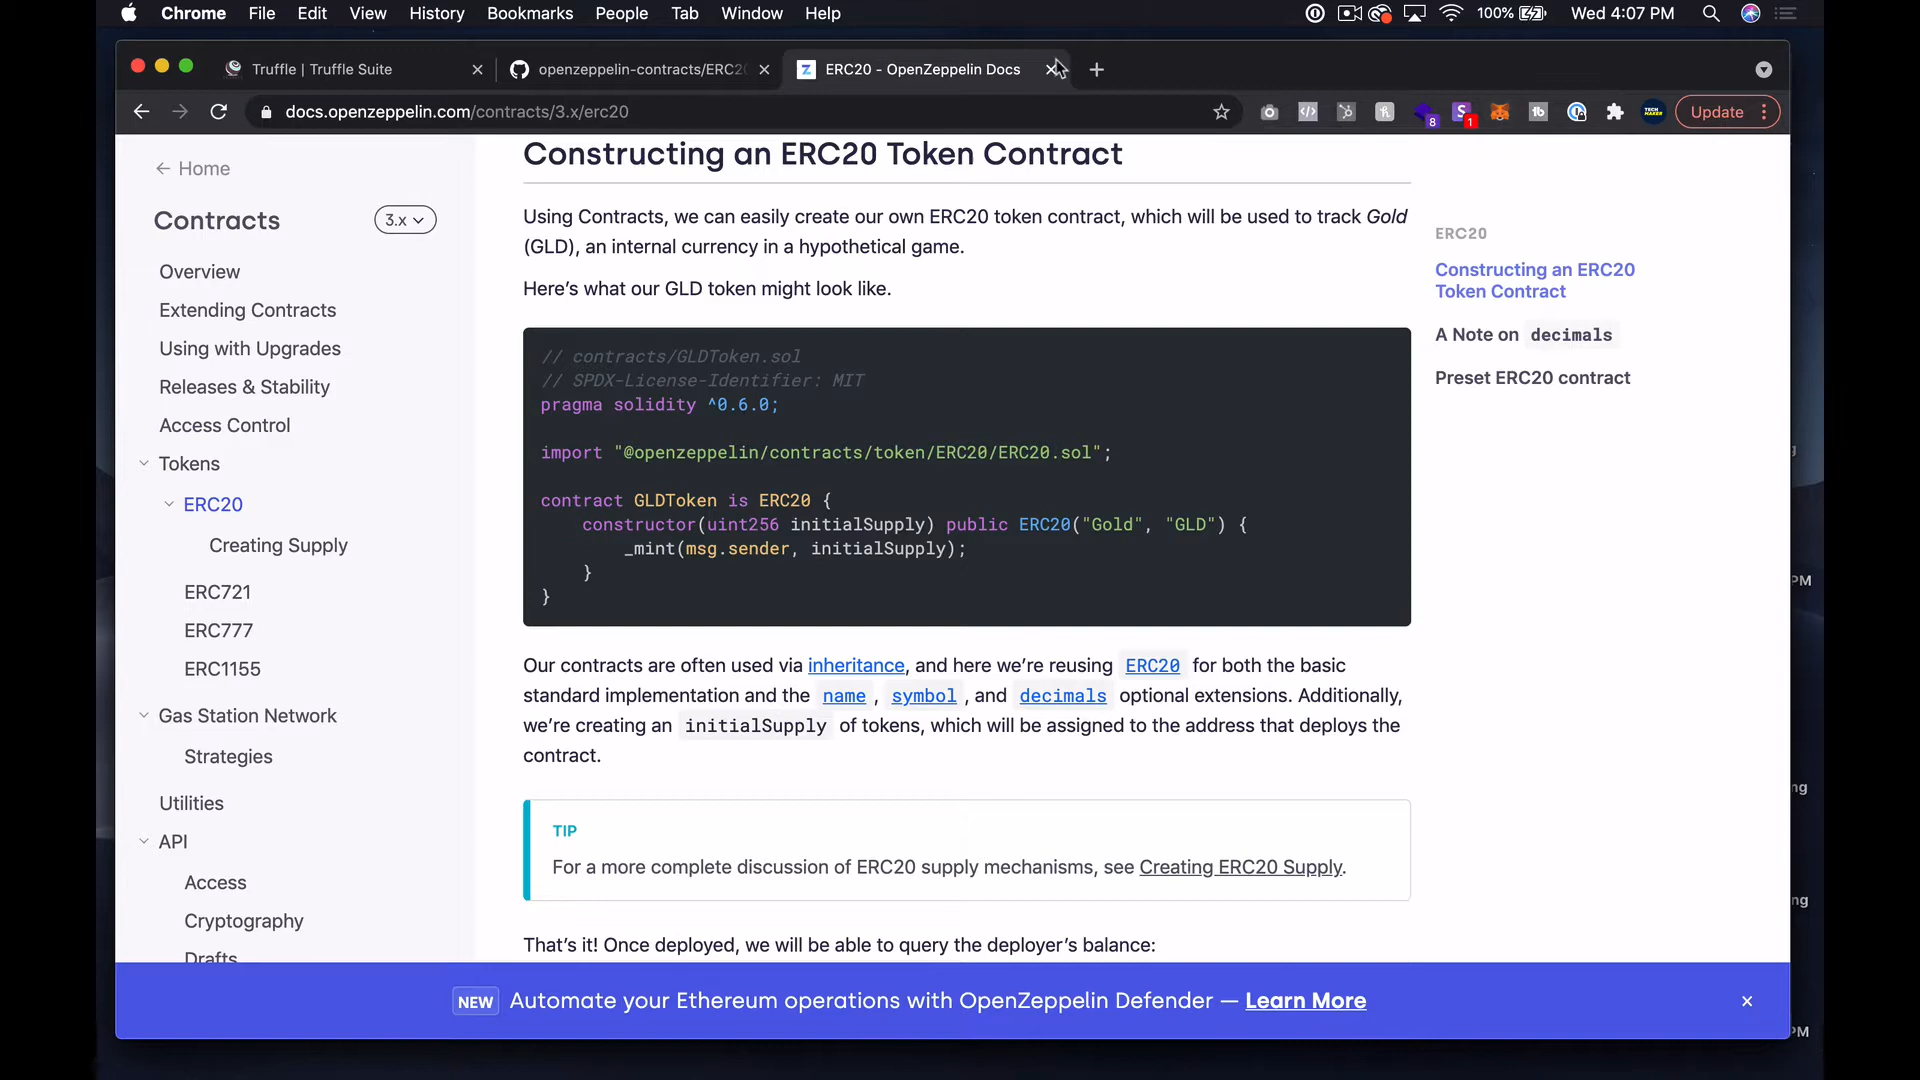 Chrome File Edit View History Bookmarks People Tab Window Help 100% Wed 4:07 PM
Truffle | Truffle Suite openzeppelin-contracts/ERC20 ERC20 - OpenZeppelin Docs
docs.openzeppelin.com/contracts/3.x/erc20 8 1 Update
← Home
Contracts 3.x
Overview
Extending Contracts
Using with Upgrades
Releases & Stability
Access Control
Tokens
ERC20
Creating Supply
ERC721
ERC777
ERC1155
Gas Station Network
Strategies
Utilities
API
Access
Cryptography
Drafts
Constructing an ERC20 Token Contract
Using Contracts, we can easily create our own ERC20 token contract, which will be used to track Gold
(GLD), an internal currency in a hypothetical game.
Here’s what our GLD token might look like.
// contracts/GLDToken.sol
// SPDX-License-Identifier: MIT
pragma solidity ^0.6.0;
import "@openzeppelin/contracts/token/ERC20/ERC20.sol";
contract GLDToken is ERC20 {
constructor(uint256 initialSupply) public ERC20("Gold", "GLD") {
_mint(msg.sender, initialSupply);
}
}
Our contracts are often used via inheritance, and here we’re reusing ERC20 for both the basic
standard implementation and the name , symbol , and decimals optional extensions. Additionally,
we’re creating an initialSupply of tokens, which will be assigned to the address that deploys the
contract.
TIP
For a more complete discussion of ERC20 supply mechanisms, see Creating ERC20 Supply.
That’s it! Once deployed, we will be able to query the deployer’s balance:
ERC20
Constructing an ERC20
Token Contract
A Note on decimals
Preset ERC20 contract
NEW Automate your Ethereum operations with OpenZeppelin Defender — Learn More ×
PM
ng
ng
PM